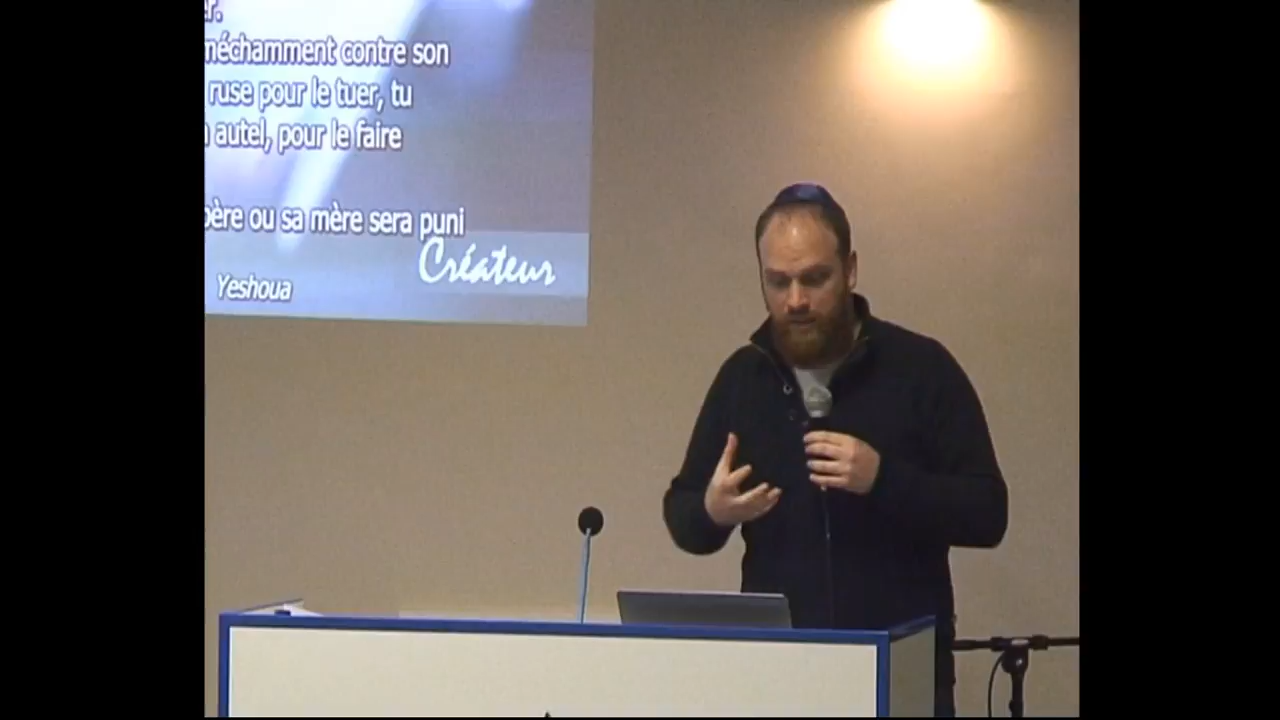 méchamment contre son
ruse pour le tuer, tu
autel, pour le faire
père ou sa mère sera puni
Créateur
Yeshoua